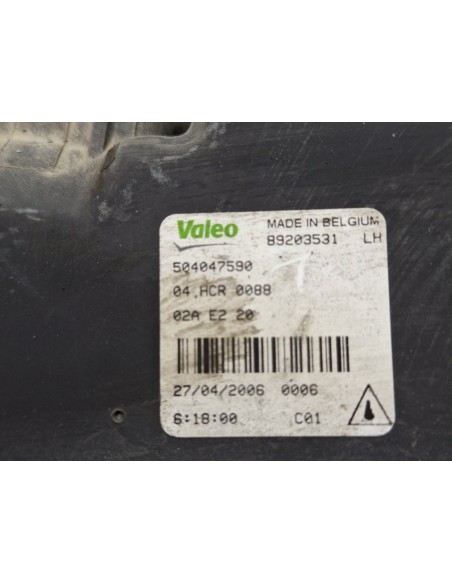 Valeo MADE IN BELGIUM
89203531 LH
504047590
04 HCR 0088
02A E2 20
27/04/2006 0006
6:18:00 C01